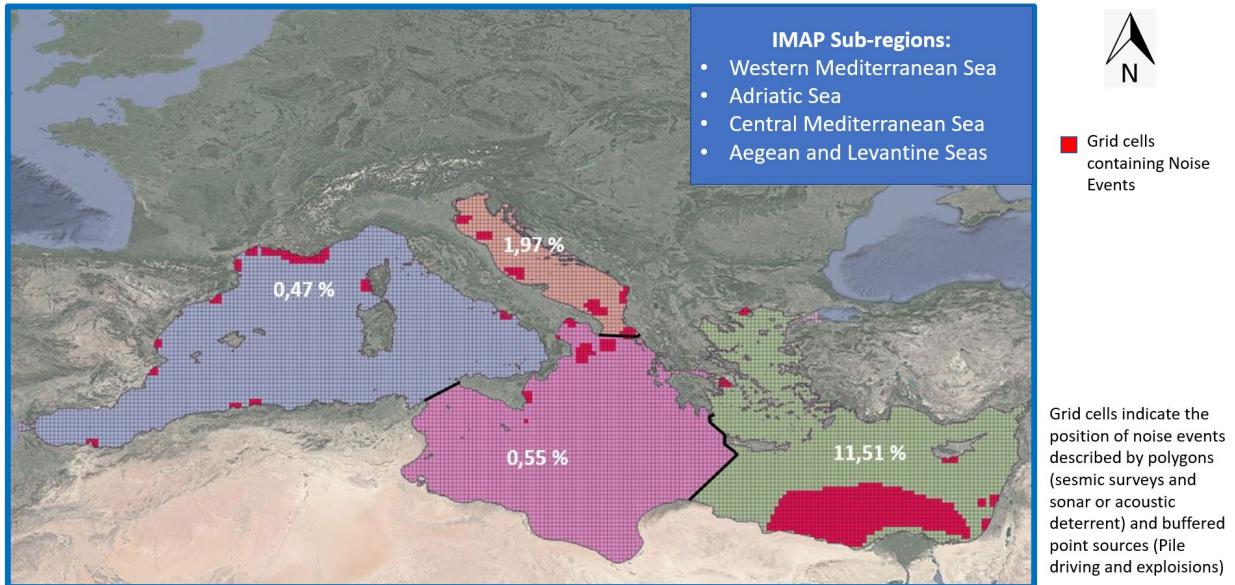 IMAP Sub-regions:
• Western Mediterranean Sea
• Adriatic Sea
• Central Mediterranean Sea
• Aegean and Levantine Seas
N
Grid cells
containing Noise
Events
1,97 %
0,47 %
0,55 %
11,51 %
Grid cells indicate the
position of noise events
described by polygons
(sesmic surveys and
sonar or acoustic
deterrent) and buffered
point sources (Pile
driving and exploisions)